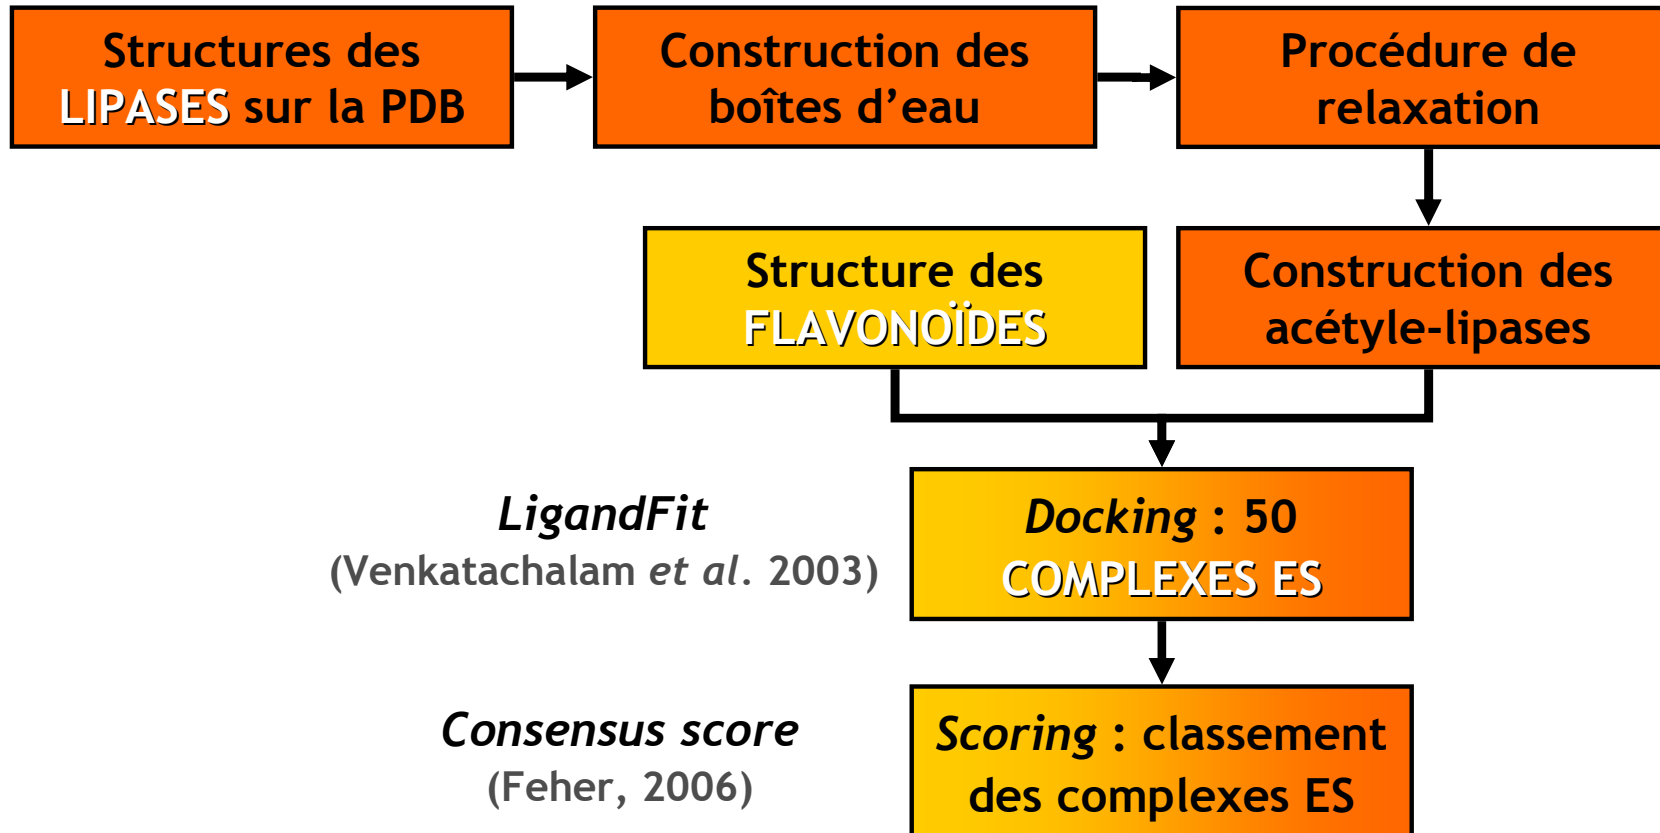 Structures des
LIPASES sur la PDB
Construction des
boîtes d’eau
Procédure de
relaxation
Structure des
FLAVONOÏDES
Construction des
acétyle-lipases
LigandFit
(Venkatachalam et al. 2003)
Docking : 50
COMPLEXES ES
Consensus score
(Feher, 2006)
Scoring : classement
des complexes ES